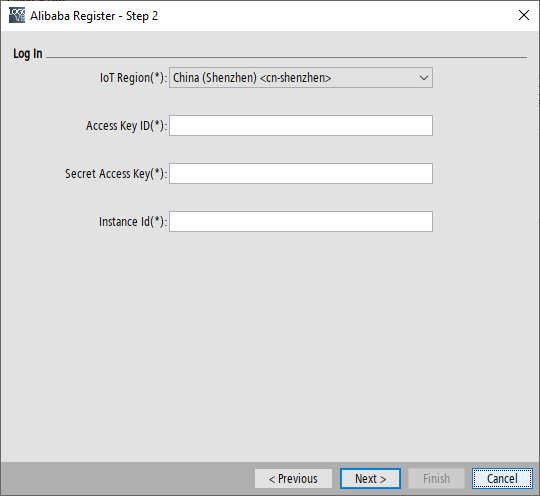 Alibaba Register - Step 2
Log In
IoT Region(*): China (Shenzhen) <cn-shenzhen>
Access Key ID(*):
Secret Access Key(*):
Instance Id(*):
< Previous Next > Finish Cancel